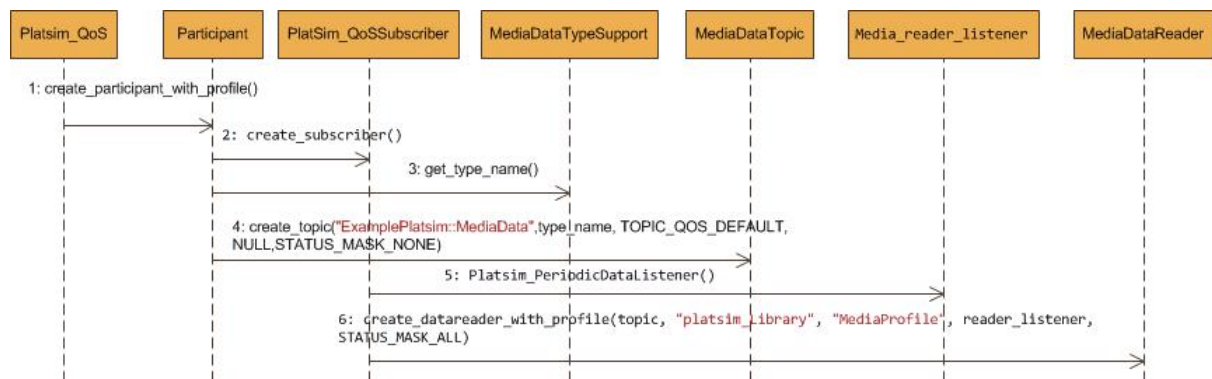 Platsim_QoS
Participant
PlatSim_QoSSubscriber
MediaDataTypeSupport
MediaDataTopic
Media_reader_listener
MediaDataReader
1: create_participant_with_profile()
2: create_subscriber()
3: get_type_name()
4: create_topic("ExamplePlatsim::MediaData",type_name, TOPIC_QOS_DEFAULT,
NULL,STATUS_MASK_NONE)
5: Platsim_PeriodicDataListener()
6: create_datareader_with_profile(topic, "platsim_Library", "MediaProfile", reader_listener,
STATUS_MASK_ALL)